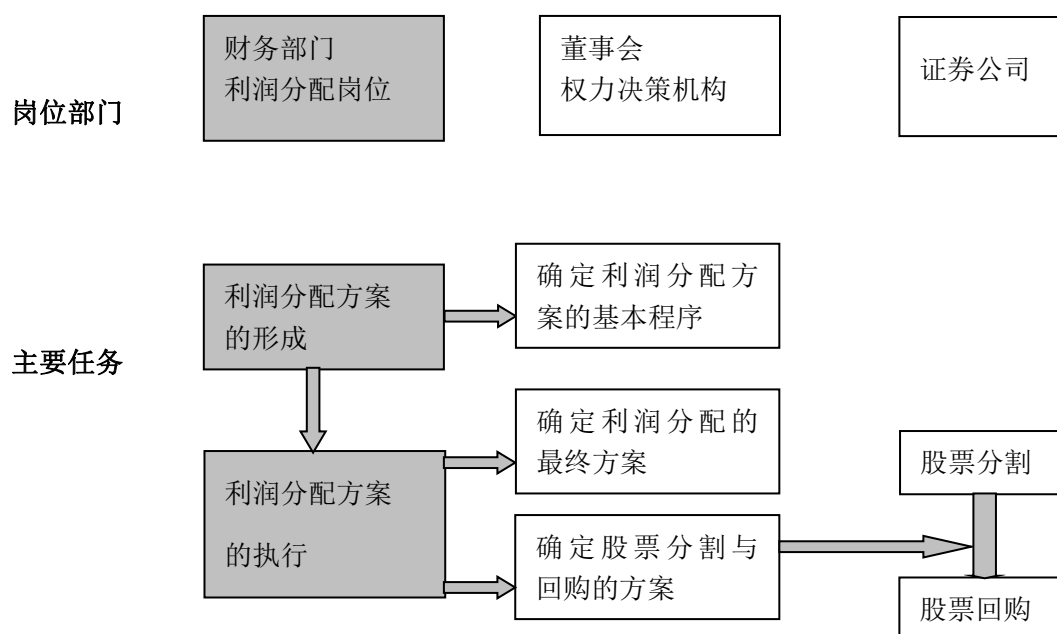 财务部门
利润分配岗位
董事会
权力决策机构
证券公司
岗位部门
利润分配方案
的形成
确定利润分配方
案的基本程序
主要任务
确定利润分配的
最终方案
利润分配方案
的执行
股票分割
确定股票分割与
回购的方案
股票回购